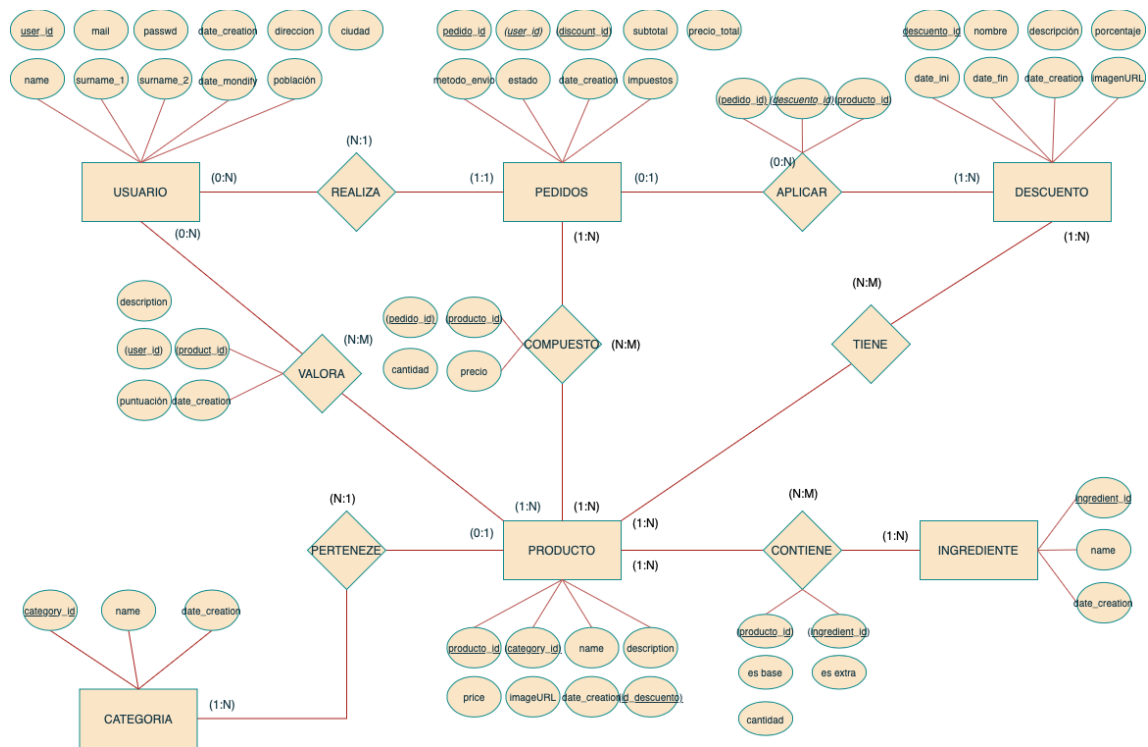 user_id mail passwd date_creation direccion ciudad
name surname_1 surname_2 date_mondify población
pedido_id (user_id) (discount_id) subtotal precio_total
metodo_envio estado date_creation impuestos
(pedido_id) (descuento_id) (producto_id)
descuento_id nombre descripción porcentaje
date_ini date_fin date_creation imagenURL
USUARIO (0:N) REALIZA (N:1) (1:1) PEDIDOS (0:1) APLICAR (0:N) (1:N) DESCUENTO
(0:N) (1:N) (1:N)
description
(user_id) (product_id)
puntuación date_creation
VALORA (N:M)
(pedido_id) (producto_id)
cantidad precio
COMPUESTO (N:M)
(N:M)
TIENE
(N:1)
PERTENEZE
(1:N) (1:N) (1:N)
(0:1) PRODUCTO (1:N)
(N:M)
CONTIENE (1:N) INGREDIENTE
ingredient_id
name
date_creation
category_id name date_creation
CATEGORIA (1:N)
producto_id (category_id) name description
price imageURL date_creation (id_descuento)
(producto_id) (ingredient_id)
es base es extra
cantidad